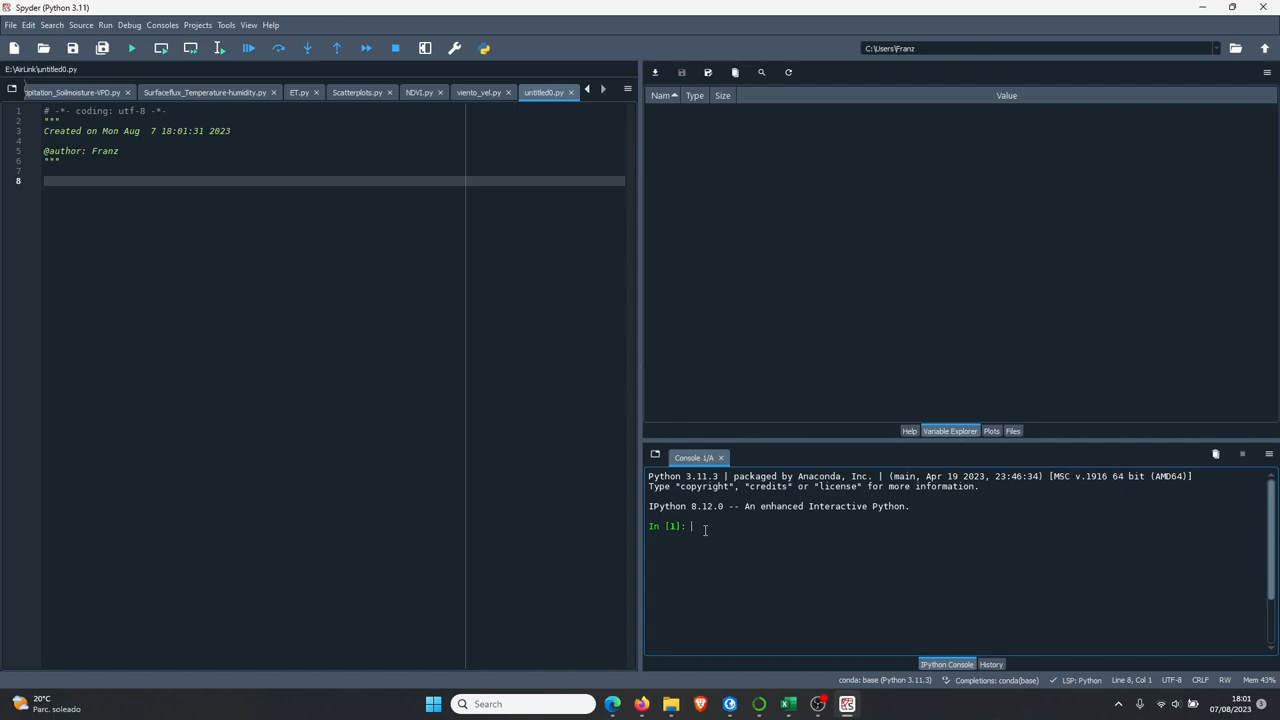 Spyder (Python 3.11)
File Edit Search Source Run Debug Consoles Projects Tools View Help
C:\Users\Franz
E:\AirLink\untitled0.py
ipitation_Soilmoisture-VPD.py Surfaceflux_Temperature-humidity.py ET.py Scatterplots.py NDVI.py viento_vel.py untitled0.py
1 # -*- coding: utf-8 -*-
2 """
3 Created on Mon Aug  7 18:01:31 2023
4
5 @author: Franz
6 """
7
8
Nam Type Size Value
Help Variable Explorer Plots Files
Console 1/A
Python 3.11.3 | packaged by Anaconda, Inc. | (main, Apr 19 2023, 23:46:34) [MSC v.1916 64 bit (AMD64)]
Type "copyright", "credits" or "license" for more information.
IPython 8.12.0 -- An enhanced Interactive Python.
In [1]:
IPython Console History
conda: base (Python 3.11.3) Completions: conda(base) LSP: Python Line 8, Col 1 UTF-8 CRLF RW Mem 43%
20°C
Parc. soleado
Search
18:01
07/08/2023